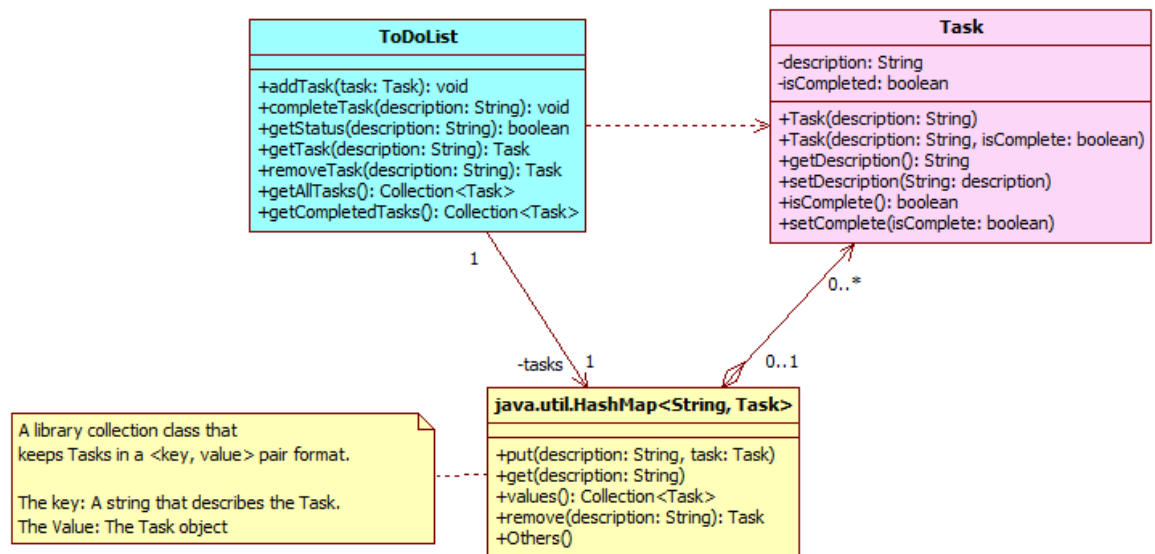 ToDoList
+addTask(task: Task): void
+completeTask(description: String): void
+getStatus(description: String): boolean
+getTask(description: String): Task
+removeTask(description: String): Task
+getAllTasks(): Collection<Task>
+getCompletedTasks(): Collection<Task>
Task
-description: String
-isCompleted: boolean
+Task(description: String)
+Task(description: String, isComplete: boolean)
+getDescription(): String
+setDescription(String: description)
+isComplete(): boolean
+setComplete(isComplete: boolean)
1
0..*
-tasks
1
0..1
java.util.HashMap<String, Task>
+put(description: String, task: Task)
+get(description: String)
+values(): Collection<Task>
+remove(description: String): Task
+Others()
A library collection class that
keeps Tasks in a <key, value> pair format.
The key: A string that describes the Task.
The Value: The Task object